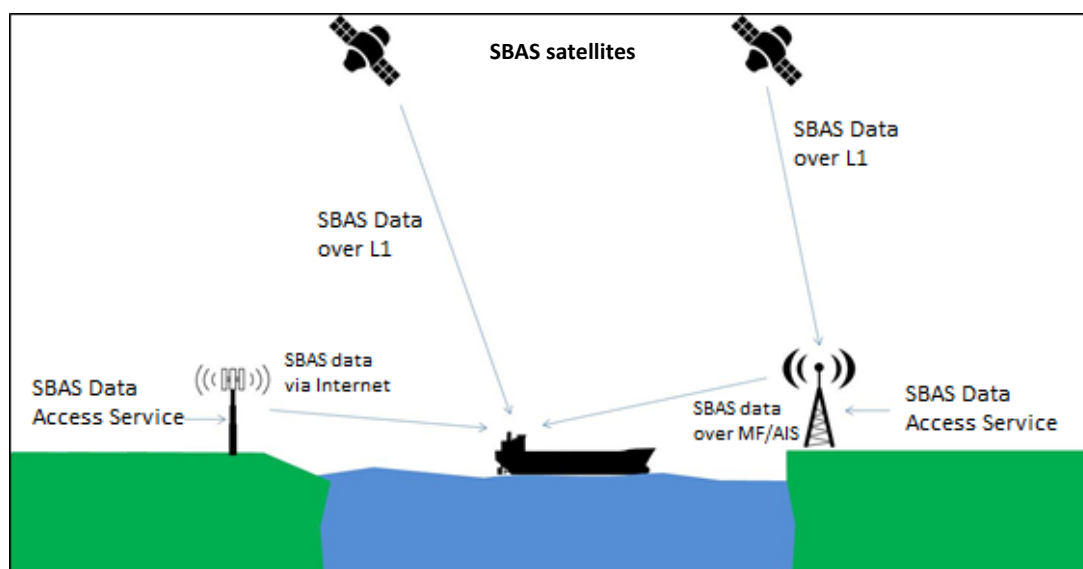 SBAS satellites
SBAS Data
over L1
SBAS Data
over L1
SBAS data
via Internet
SBAS Data
Access Service
SBAS data
over MF/AIS
SBAS Data
Access Service